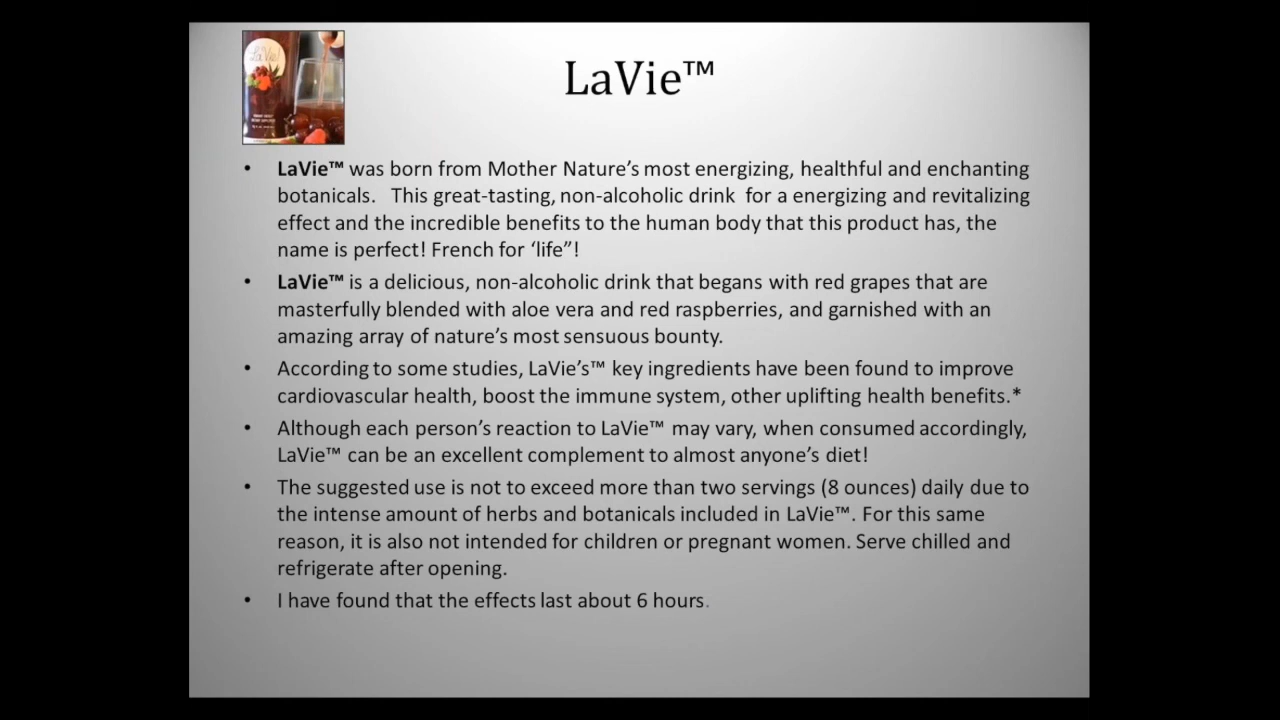 LaVie™
LaVie
• LaVie™ was born from Mother Nature's most energizing, healthful and enchanting
botanicals. This great-tasting, non-alcoholic drink for a energizing and revitalizing
effect and the incredible benefits to the human body that this product has, the
name is perfect! French for ‘life”!
• LaVie™ is a delicious, non-alcoholic drink that begans with red grapes that are
masterfully blended with aloe vera and red raspberries, and garnished with an
amazing array of nature’s most sensuous bounty.
• According to some studies, LaVie’s™ key ingredients have been found to improve
cardiovascular health, boost the immune system, other uplifting health benefits.*
• Although each person’s reaction to LaVie™ may vary, when consumed accordingly,
LaVie™ can be an excellent complement to almost anyone’s diet!
• The suggested use is not to exceed more than two servings (8 ounces) daily due to
the intense amount of herbs and botanicals included in LaVie™. For this same
reason, it is also not intended for children or pregnant women. Serve chilled and
refrigerate after opening.
• I have found that the effects last about 6 hours.